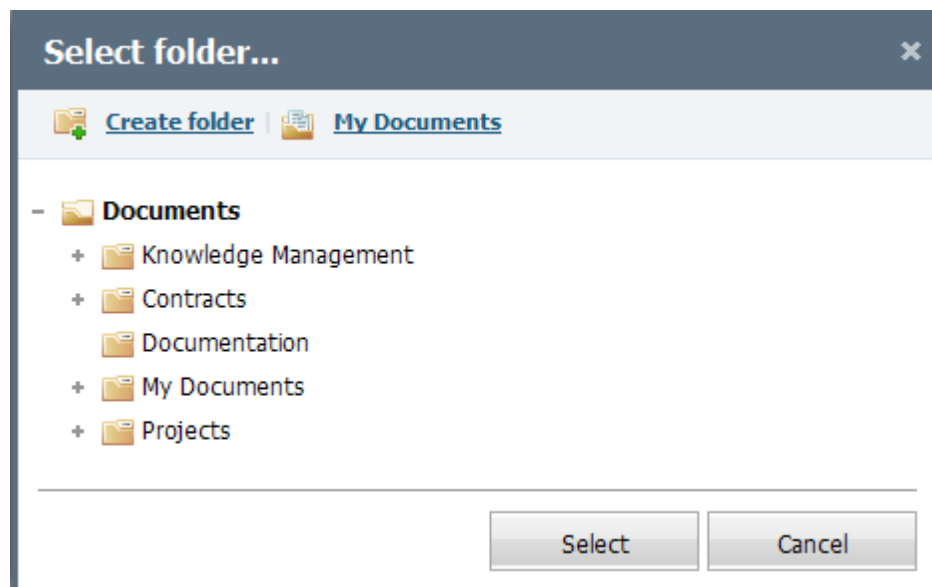 Select folder...
Create folder | My Documents
Documents
Knowledge Management
Contracts
Documentation
My Documents
Projects
Select Cancel